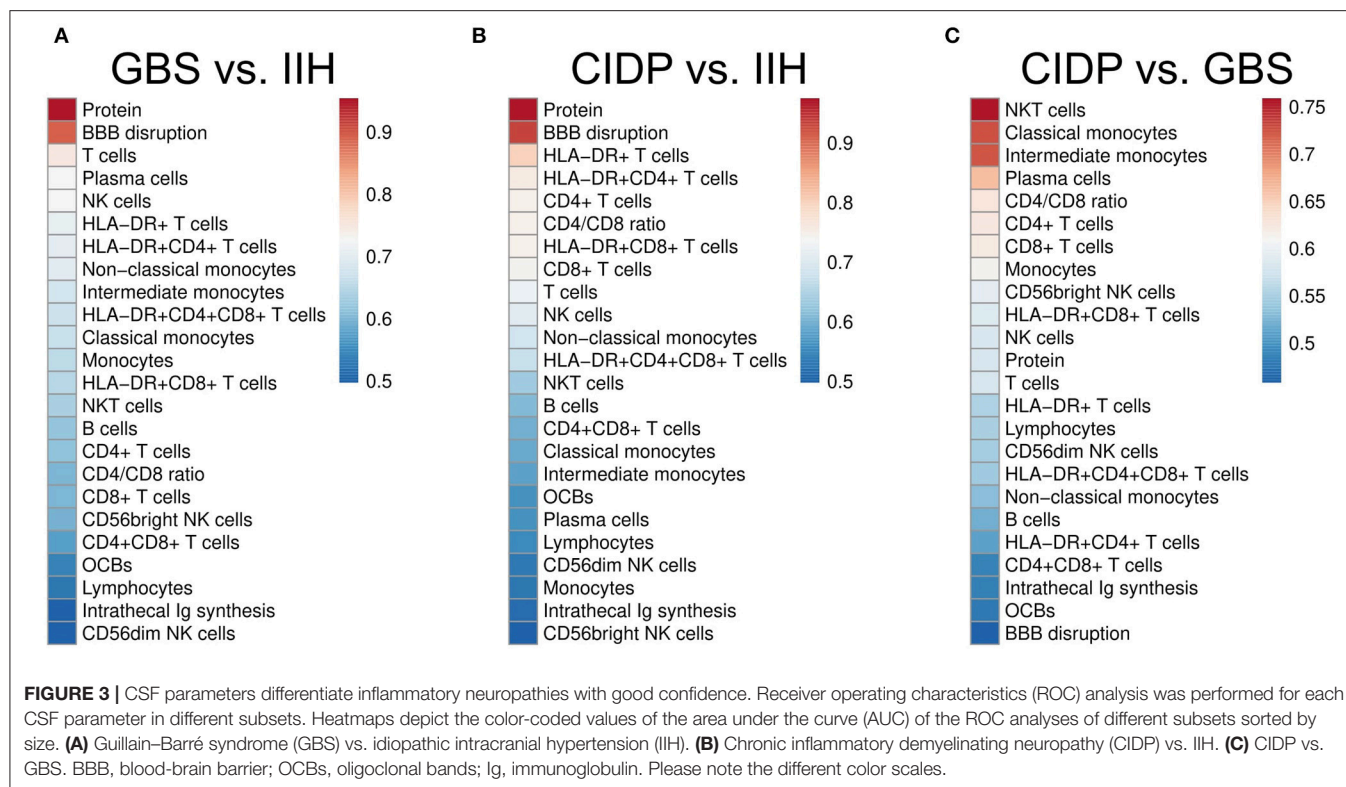 A
GBS vs. IIH
Protein
BBB disruption
T cells
Plasma cells
NK cells
HLA−DR+ T cells
HLA−DR+CD4+ T cells
Non−classical monocytes
Intermediate monocytes
HLA−DR+CD4+CD8+ T cells
Classical monocytes
Monocytes
HLA−DR+CD8+ T cells
NKT cells
B cells
CD4+ T cells
CD4/CD8 ratio
CD8+ T cells
CD56bright NK cells
CD4+CD8+ T cells
OCBs
Lymphocytes
Intrathecal Ig synthesis
CD56dim NK cells
0.9
0.8
0.7
0.6
0.5
B
CIDP vs. IIH
Protein
BBB disruption
HLA−DR+ T cells
HLA−DR+CD4+ T cells
CD4+ T cells
CD4/CD8 ratio
HLA−DR+CD8+ T cells
CD8+ T cells
T cells
NK cells
Non−classical monocytes
HLA−DR+CD4+CD8+ T cells
NKT cells
B cells
CD4+CD8+ T cells
Classical monocytes
Intermediate monocytes
OCBs
Plasma cells
Lymphocytes
CD56dim NK cells
Monocytes
Intrathecal Ig synthesis
CD56bright NK cells
0.9
0.8
0.7
0.6
0.5
C
CIDP vs. GBS
NKT cells
Classical monocytes
Intermediate monocytes
Plasma cells
CD4/CD8 ratio
CD4+ T cells
CD8+ T cells
Monocytes
CD56bright NK cells
HLA−DR+CD8+ T cells
NK cells
Protein
T cells
HLA−DR+ T cells
Lymphocytes
CD56dim NK cells
HLA−DR+CD4+CD8+ T cells
Non−classical monocytes
B cells
HLA−DR+CD4+ T cells
CD4+CD8+ T cells
Intrathecal Ig synthesis
OCBs
BBB disruption
0.75
0.7
0.65
0.6
0.55
0.5
FIGURE 3 | CSF parameters differentiate inflammatory neuropathies with good confidence. Receiver operating characteristics (ROC) analysis was performed for each
CSF parameter in different subsets. Heatmaps depict the color-coded values of the area under the curve (AUC) of the ROC analyses of different subsets sorted by
size. (A) Guillain–Barré syndrome (GBS) vs. idiopathic intracranial hypertension (IIH). (B) Chronic inflammatory demyelinating neuropathy (CIDP) vs. IIH. (C) CIDP vs.
GBS. BBB, blood-brain barrier; OCBs, oligoclonal bands; Ig, immunoglobulin. Please note the different color scales.